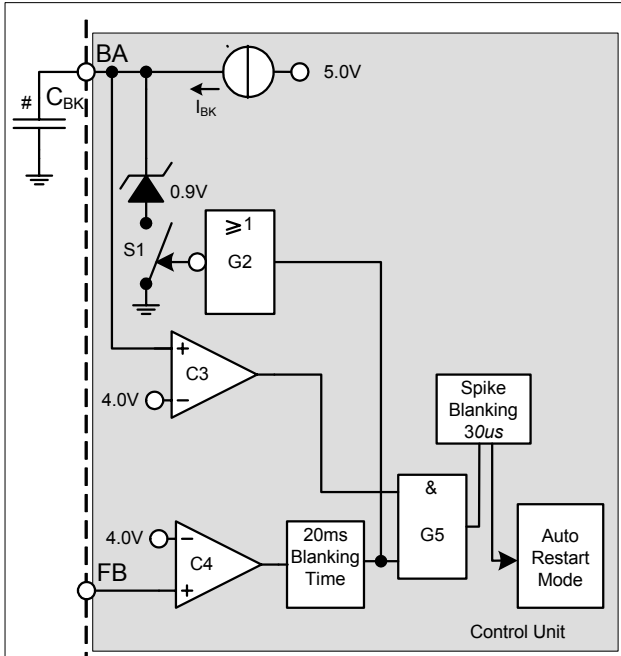 BA
5.0V
# C_BK
I_BK
0.9V
≥1
S1
G2
+
C3
4.0V
−
Spike
Blanking
30us
&
4.0V
−
20ms
Blanking
Time
G5
Auto
Restart
Mode
C4
FB
+
Control Unit